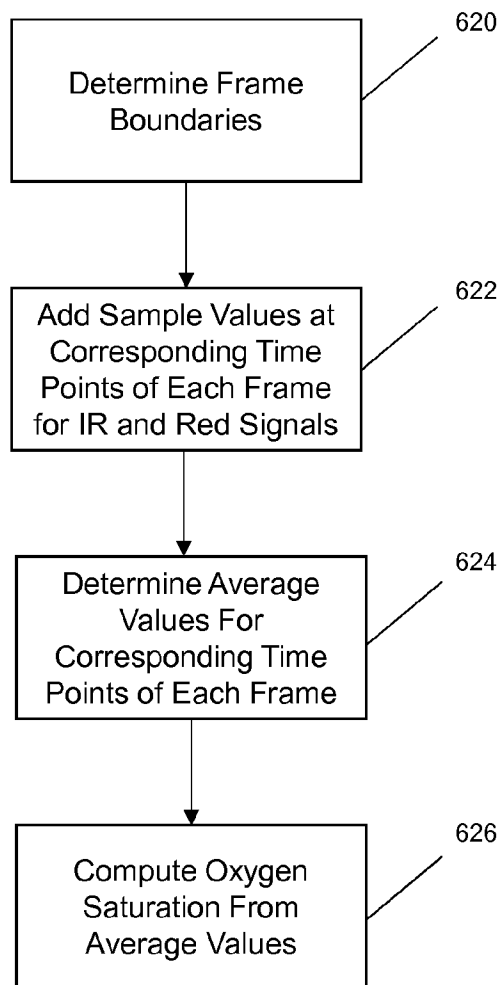 620
Determine Frame
Boundaries
622
Add Sample Values at
Corresponding Time
Points of Each Frame
for IR and Red Signals
624
Determine Average
Values For
Corresponding Time
Points of Each Frame
626
Compute Oxygen
Saturation From
Average Values